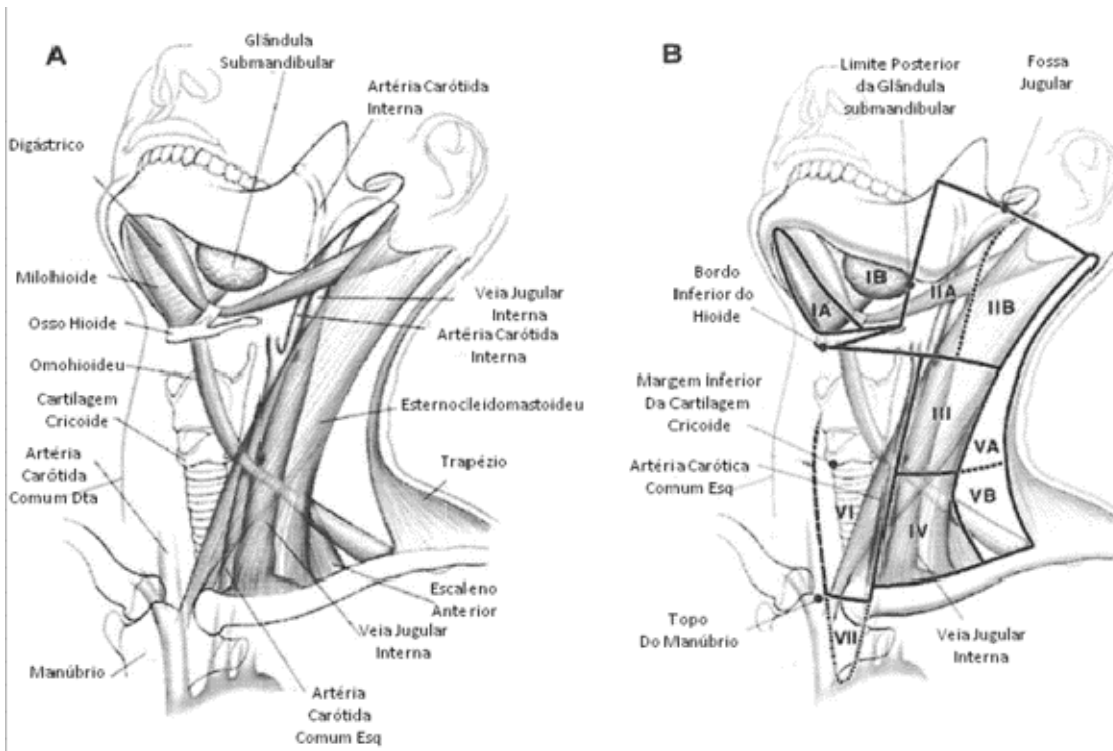 A
Glândula
Submandibular
Artéria Carótiida
Interna
Digástrico
Milolhioide
Osso Hioide
Omohioideu
Cartilagem
Cricoide
Artéria
Carótida
Comum Dta
Manúbrio
Veia Jugular
Interna
Artéria Carótida
Interna
Esternocleidomastoideu
Trapézio
Escaleno
Anterior
Veia Jugular
Interna
Artéria
Carótida
Comum Esq
B
Limite Posterior
da Glândula
submandibular
Fossa
Jugular
Bordo
Inferior do
Hioide
Margem Inferior
Da Cartilagem
Cricoide
Artéria Carótica
Comum Esq
Topo
Do Manúbrio
Veia Jugular
Interna
IA
IB
IIA
IIB
III
IV
VA
VB
VI
VII